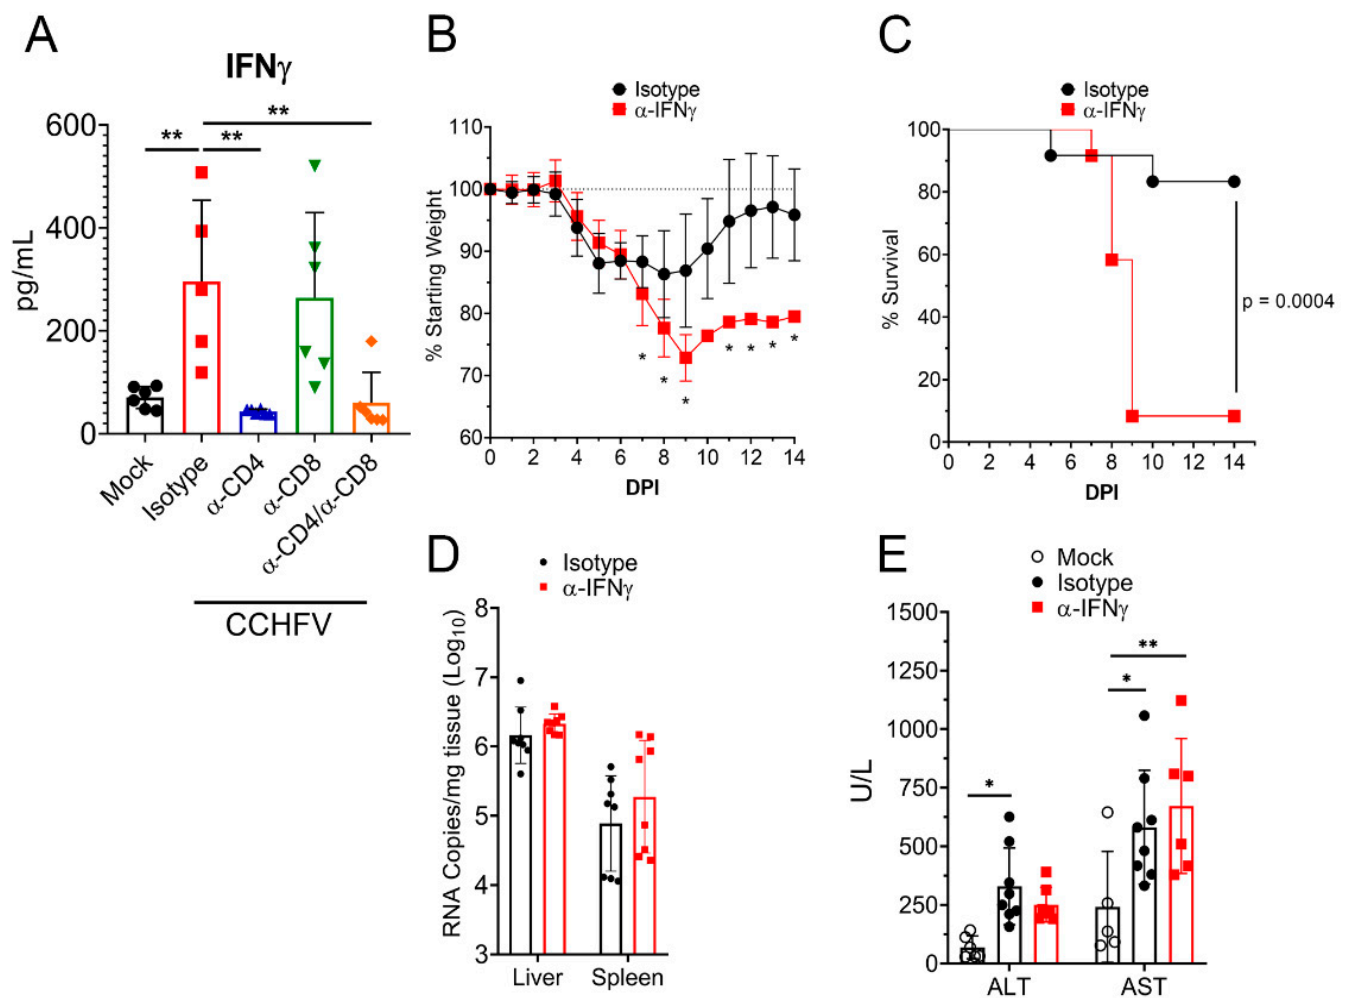 A
IFNγ
**
**
**
600
400
200
0
pg/mL
Mock
Isotype
α-CD4
α-CD8
α-CD4/α-CD8
CCHFV
B
Isotype
α-IFNγ
110
100
90
80
70
60
% Starting Weight
* * * * * * *
0 2 4 6 8 10 12 14
DPI
C
Isotype
α-IFNγ
100
80
60
40
20
0
% Survival
p = 0.0004
0 2 4 6 8 10 12 14
DPI
D
Isotype
α-IFNγ
8
7
6
5
4
3
RNA Copies/mg tissue (Log10)
Liver Spleen
E
Mock
Isotype
α-IFNγ
1500
1250
1000
750
500
250
0
U/L
*
*
**
ALT AST